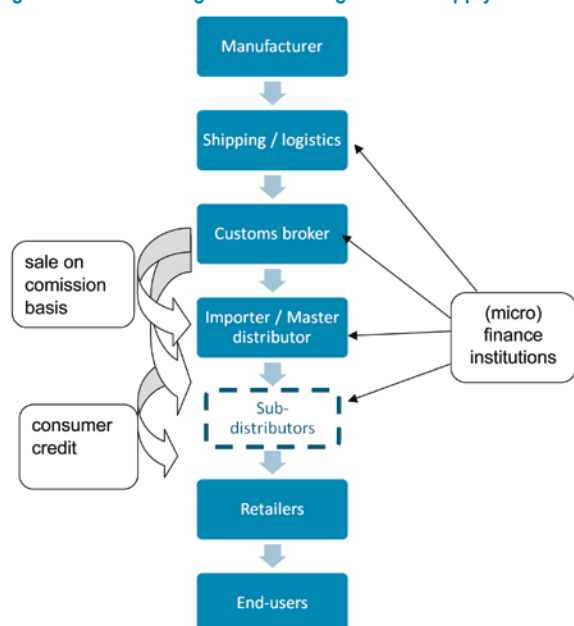 Manufacturer
Shipping / logistics
Customs broker
sale on
comission
basis
Importer / Master
distributor
(micro)
finance
institutions
Sub-
distributors
consumer
credit
Retailers
End-users